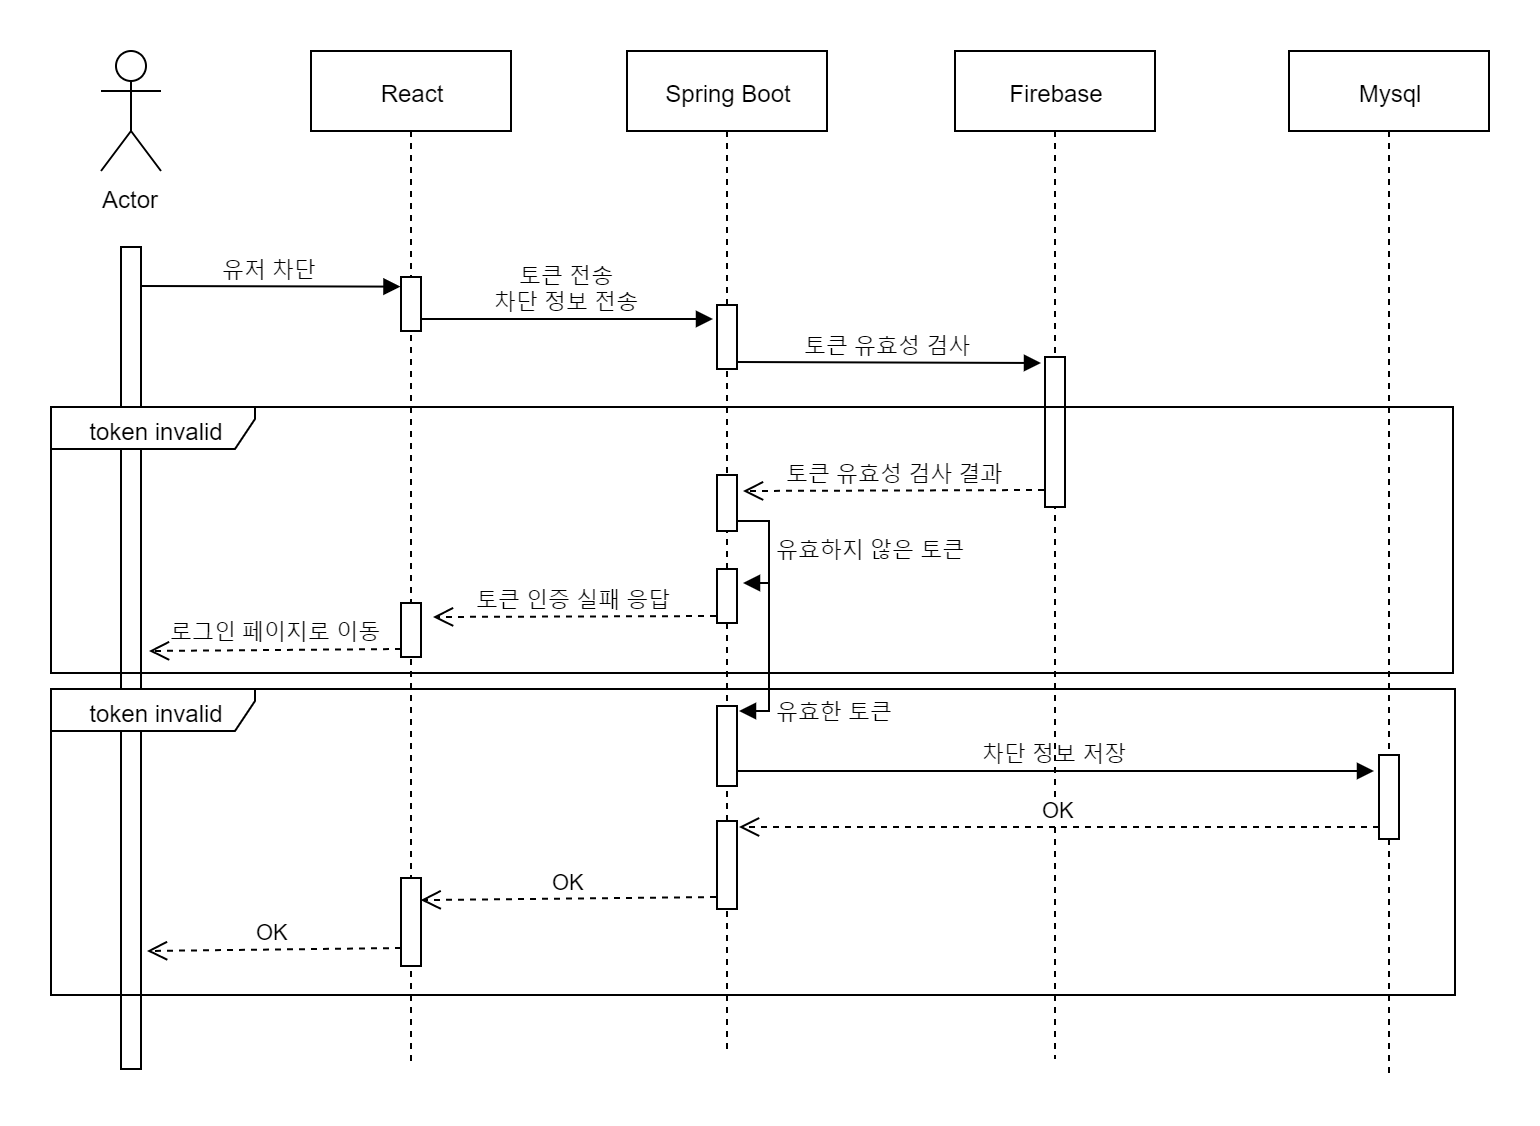 React
Spring Boot
Firebase
Mysql
Actor
유저 차단
토큰 전송
차단 정보 전송
토큰 유효성 검사
token invalid
토큰 유효성 검사 결과
유효하지 않은 토큰
토큰 인증 실패 응답
로그인 페이지로 이동
token invalid
유효한 토큰
차단 정보 저장
OK
OK
OK